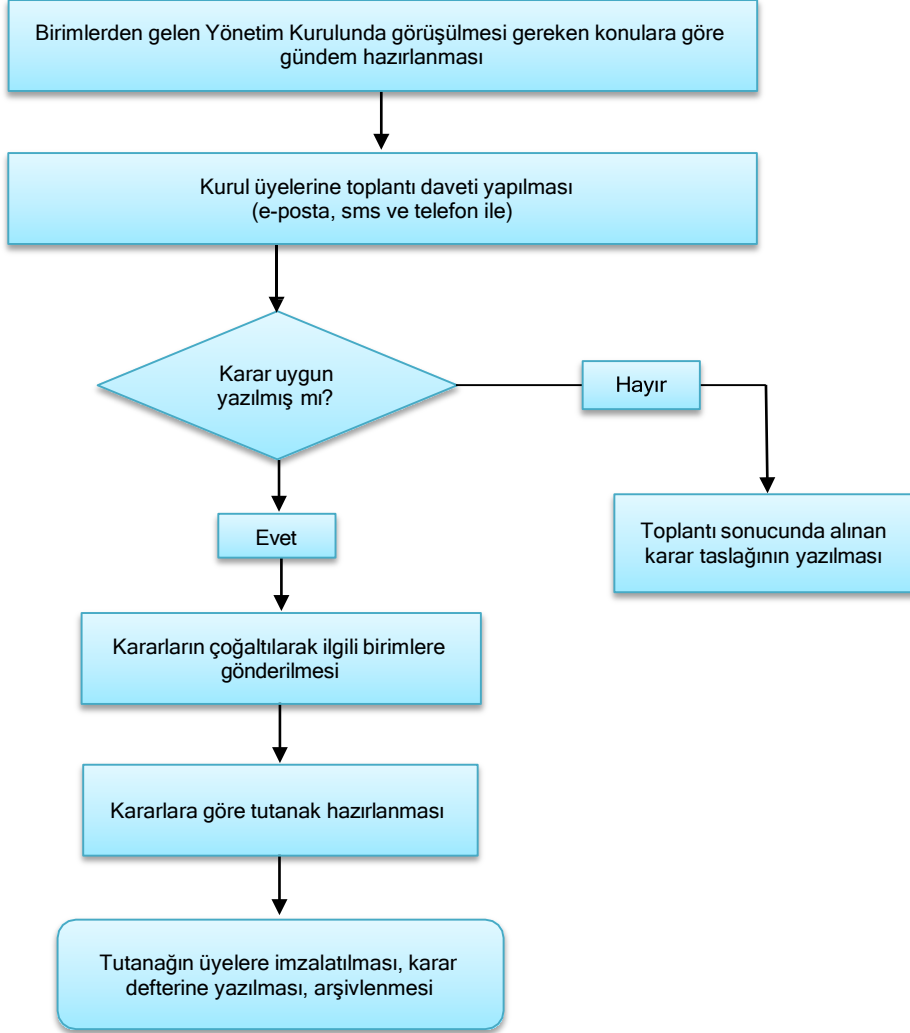 Birimlerden gelen Yönetim Kurulunda görüşülmesi gereken konulara göre
gündem hazırlanması
Kurul üyelerine toplantı daveti yapılması
(e-posta, sms ve telefon ile)
Karar uygun
yazılmış mı?
Hayır
Evet
Toplantı sonucunda alınan
karar taslağının yazılması
Kararların çoğaltılarak ilgili birimlere
gönderilmesi
Kararlara göre tutanak hazırlanması
Tutanağın üyelere imzalatılması, karar
defterine yazılması, arşivlenmesi